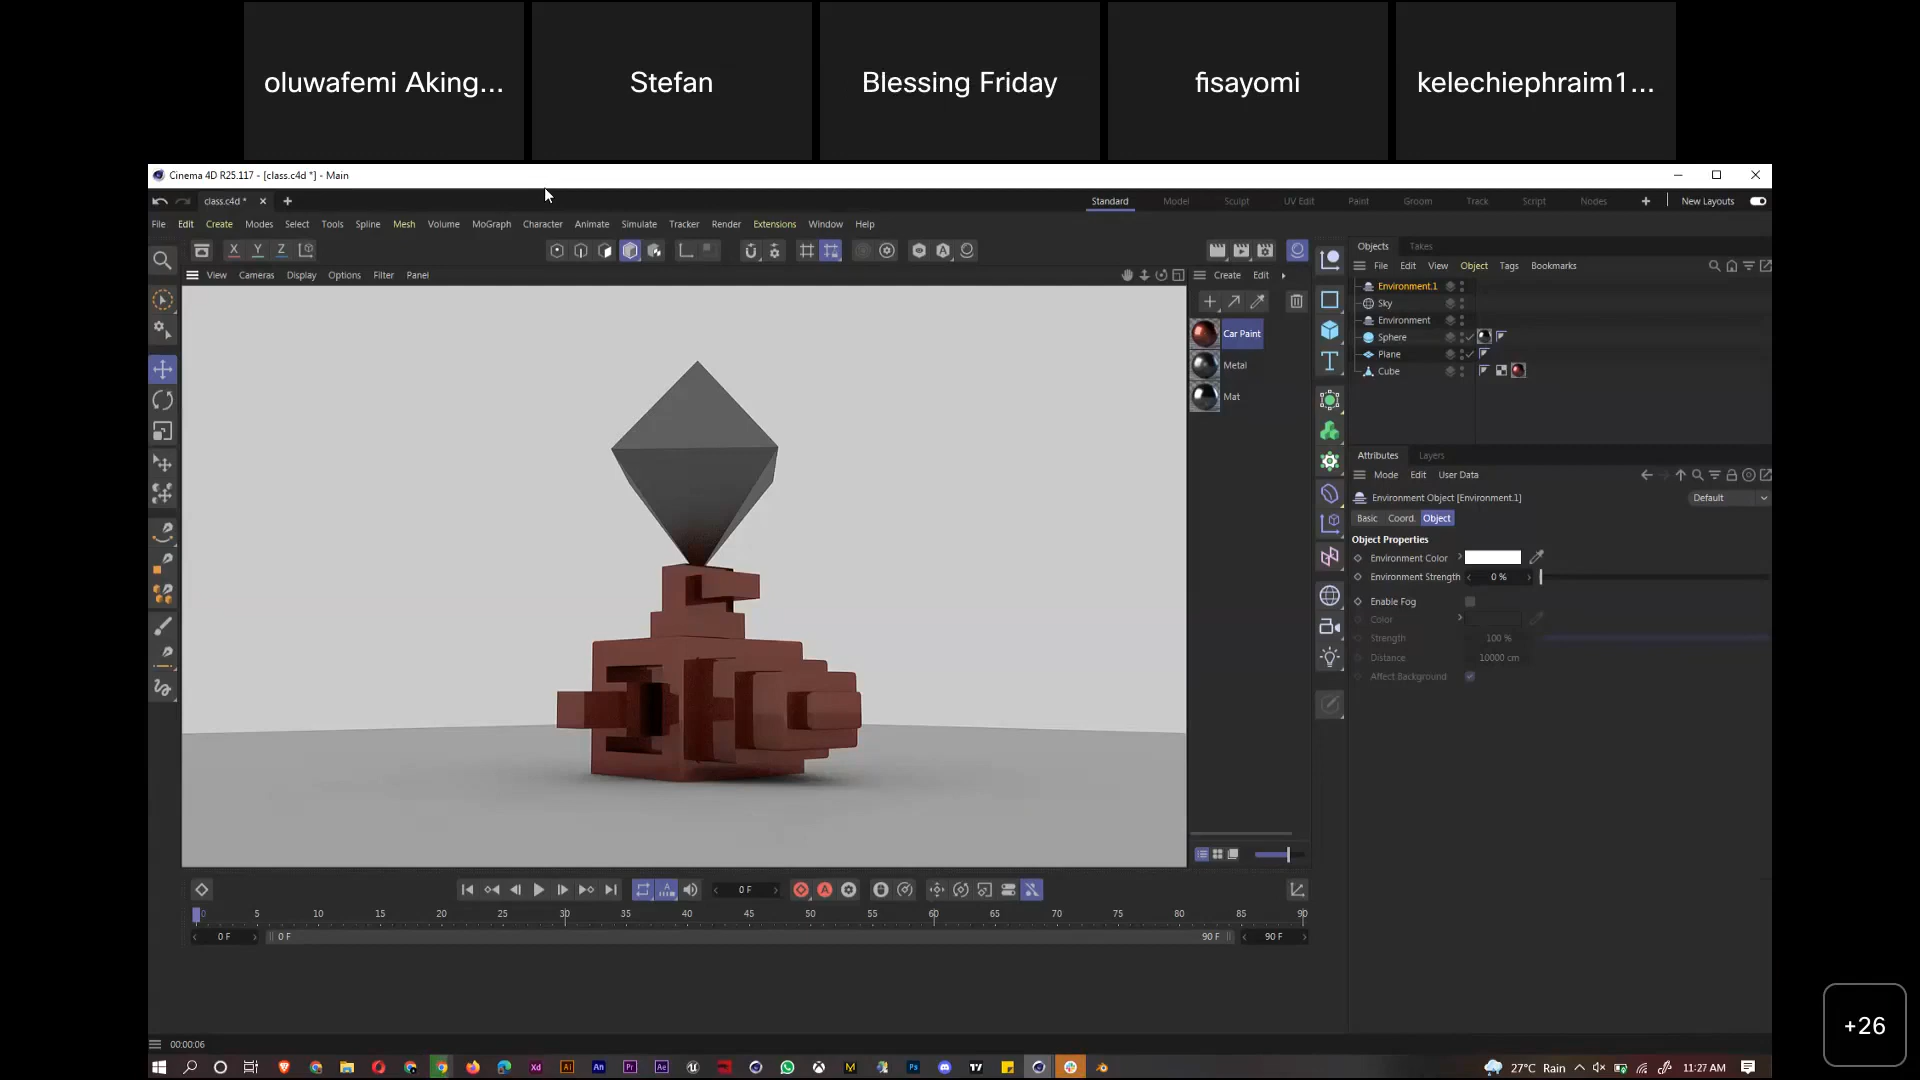 oluwafemi Aking...
Stefan
Blessing Friday
fisayomi
kelechiephraim1...
Cinema 4D R25.117 - [class.c4d *] - Main
class.c4d *
Standard
Model
Sculpt
UV Edit
Paint
Groom
Track
Script
Nodes
New Layouts
File
Edit
Create
Modes
Select
Tools
Spline
Mesh
Volume
MoGraph
Character
Animate
Simulate
Tracker
Render
Extensions
Window
Help
X
Y
Z
Objects
Takes
File
Edit
View
Object
Tags
Bookmarks
View
Cameras
Display
Options
Filter
Panel
Create
Edit
Environment.1
Sky
Environment
Sphere
Plane
Cube
Car Paint
Metal
Mat
Attributes
Layers
Mode
Edit
User Data
Environment Object [Environment.1]
Default
Basic
Coord.
Object
Object Properties
Environment Color
Environment Strength
0 %
Enable Fog
Color
Strength
100 %
Distance
10000 cm
Affect Background
0 F
0
5
10
15
20
25
30
35
40
45
50
55
60
65
70
75
80
85
90
0 F
0 F
90 F
90 F
+26
00:00:06
27°C Rain
11:27 AM